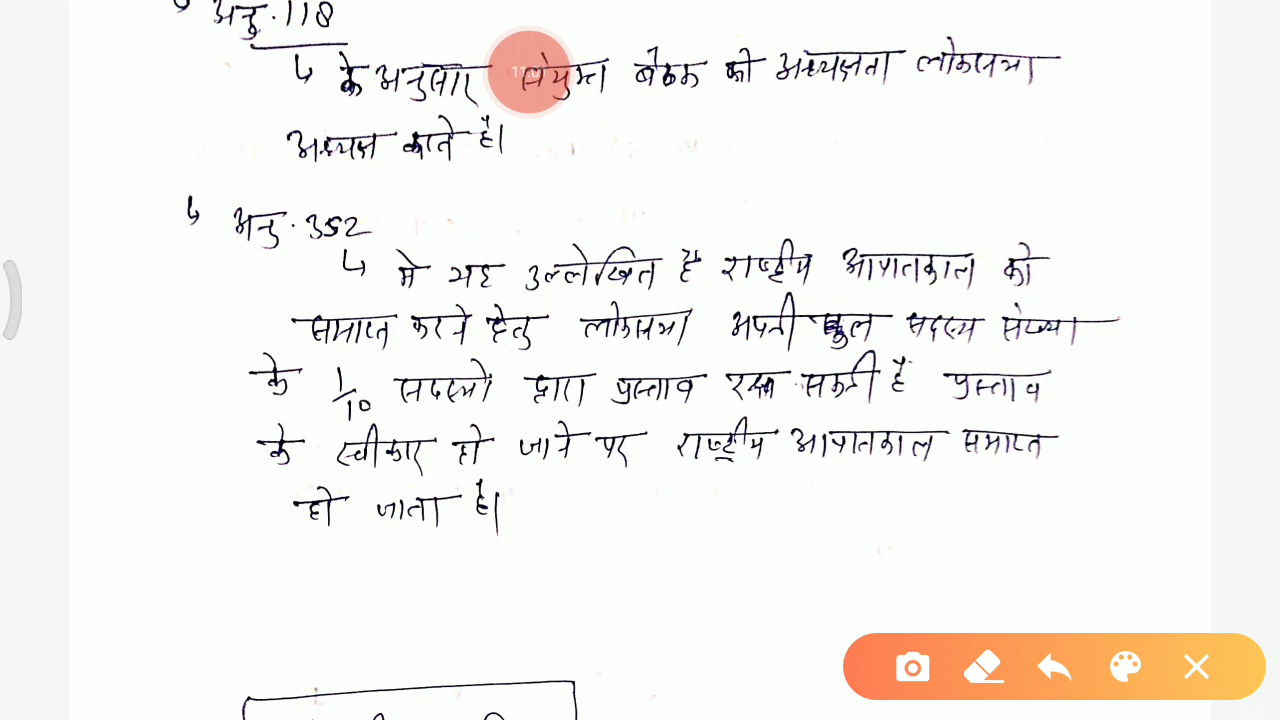 अनु. 118
↳ के अनुसार संयुक्त बैठक की अध्यक्षता लोकसभा
अध्यक्ष करते है।
↳ अनु. 352
↳ मे यह उल्लेखित है राष्ट्रीय आपातकाल को
समाप्त करने हेतु लोकसभा अपनी कुल सदस्य संख्या
के 1/10 सदस्यो द्वारा प्रस्ताव रख सकती है प्रस्ताव
के स्वीकार हो जाने पर राष्ट्रीय आपातकाल समाप्त
हो जाता है।